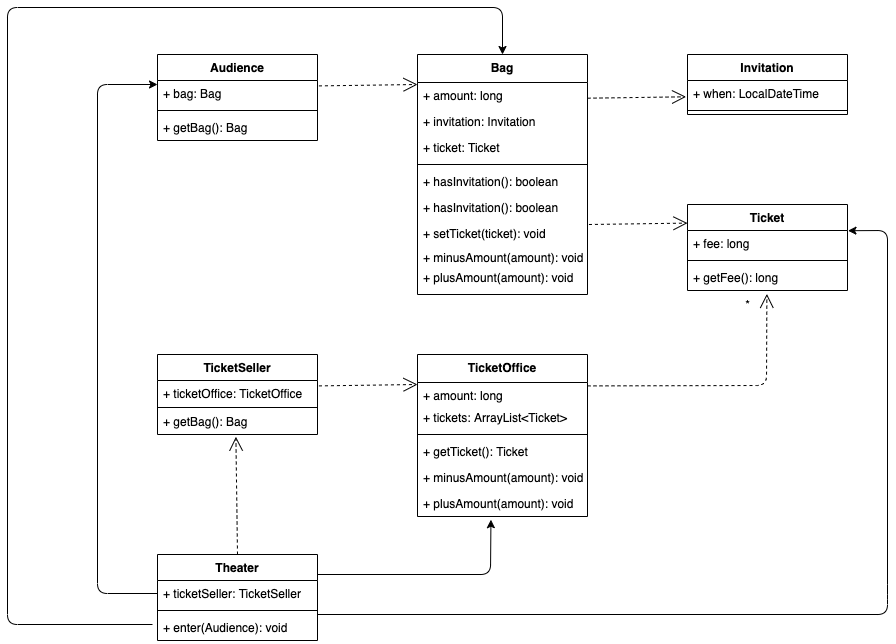 Audience
+ bag: Bag
+ getBag(): Bag
Bag
+ amount: long
+ invitation: Invitation
+ ticket: Ticket
+ hasInvitation(): boolean
+ hasInvitation(): boolean
+ setTicket(ticket): void
+ minusAmount(amount): void
+ plusAmount(amount): void
Invitation
+ when: LocalDateTime
Ticket
+ fee: long
+ getFee(): long
*
TicketSeller
+ ticketOffice: TicketOffice
+ getBag(): Bag
TicketOffice
+ amount: long
+ tickets: ArrayList<Ticket>
+ getTicket(): Ticket
+ minusAmount(amount): void
+ plusAmount(amount): void
Theater
+ ticketSeller: TicketSeller
+ enter(Audience): void